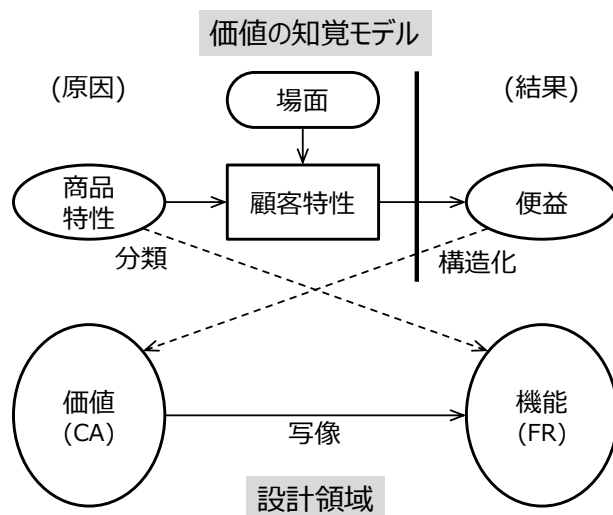 価値の知覚モデル
(原因)
場面
(結果)
商品
特性
顧客特性
便益
分類
構造化
価値
(CA)
写像
機能
(FR)
設計領域